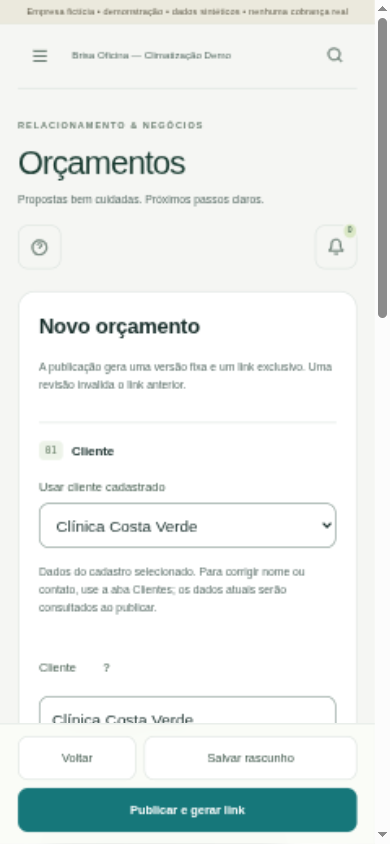 Empresa fictícia • demonstração • dados sintéticos • nenhuma cobrança real
Brisa Oficina — Climatização Demo
RELACIONAMENTO & NEGÓCIOS
Orçamentos
Propostas bem cuidadas. Próximos passos claros.
Novo orçamento
A publicação gera uma versão fixa e um link exclusivo. Uma
revisão invalida o link anterior.
01 Cliente
Usar cliente cadastrado
Clínica Costa Verde
Dados do cadastro selecionado. Para corrigir nome ou
contato, use a aba Clientes; os dados atuais serão
consultados ao publicar.
Cliente ?
Clínica Costa Verde
Voltar
Salvar rascunho
Publicar e gerar link